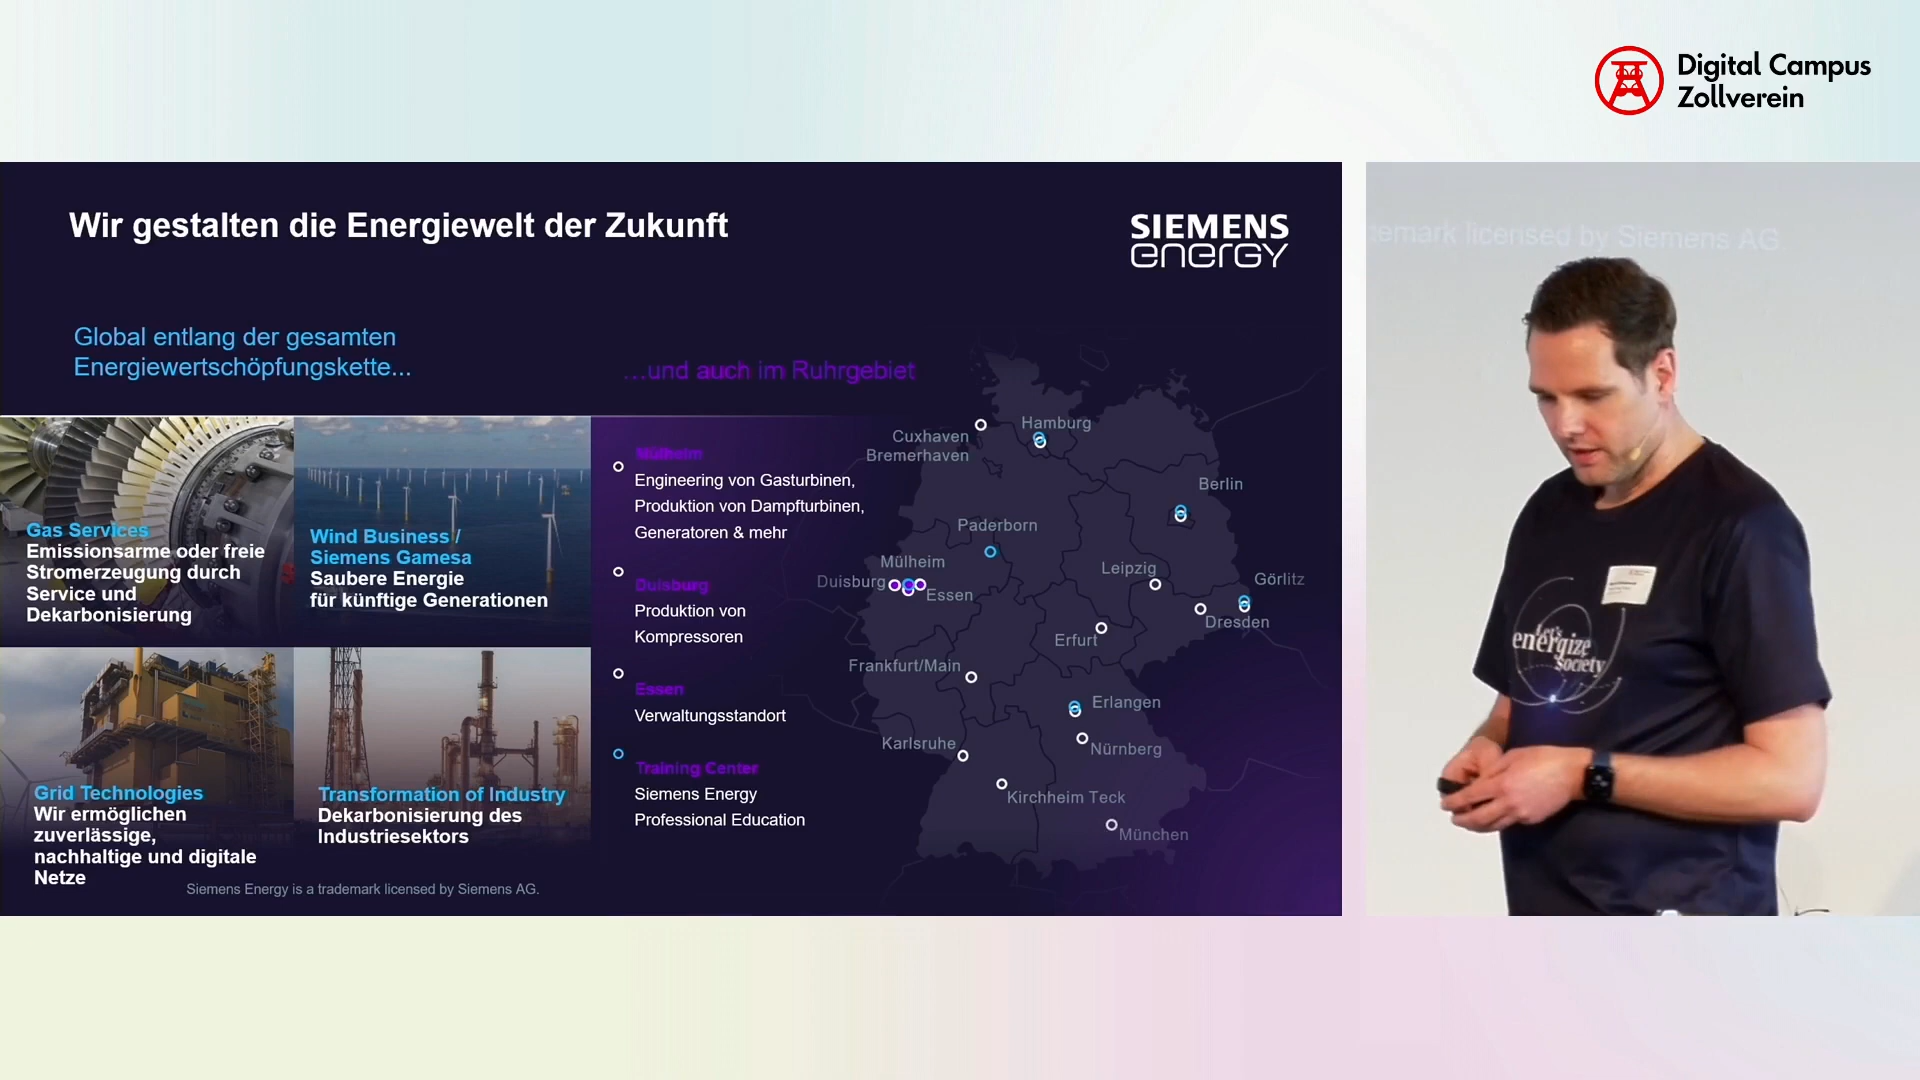 Digital Campus
Zollverein
Wir gestalten die Energiewelt der Zukunft
SIEMENS
energy
Global entlang der gesamten
Energiewertschöpfungskette...
...und auch im Ruhrgebiet
Gas Services
Emissionsarme oder freie
Stromerzeugung durch
Service und
Dekarbonisierung
Wind Business /
Siemens Gamesa
Saubere Energie
für künftige Generationen
Grid Technologies
Wir ermöglichen
zuverlässige,
nachhaltige und digitale
Netze
Transformation of Industry
Dekarbonisierung des
Industriesektors
Siemens Energy is a trademark licensed by Siemens AG.
Mülheim
Engineering von Gasturbinen,
Produktion von Dampfturbinen,
Generatoren & mehr
Duisburg
Produktion von
Kompressoren
Essen
Verwaltungsstandort
Training Center
Siemens Energy
Professional Education
Cuxhaven
Bremerhaven
Hamburg
Berlin
Paderborn
Mülheim
Duisburg
Essen
Leipzig
Görlitz
Dresden
Erfurt
Frankfurt/Main
Erlangen
Karlsruhe
Nürnberg
Kirchheim Teck
München
licensed by Siemens AG
Let's
energize
society